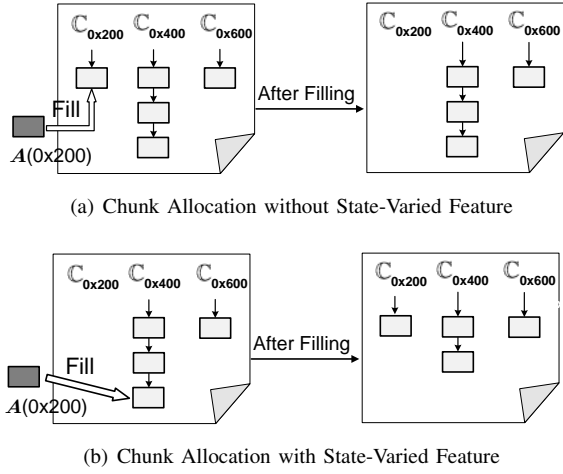 ℂ0x200 ℂ0x400 ℂ0x600 ℂ0x200 ℂ0x400 ℂ0x600
Fill
After Filling
A(0x200)
(a) Chunk Allocation without State-Varied Feature
ℂ0x200 ℂ0x400 ℂ0x600 ℂ0x200 ℂ0x400 ℂ0x600
Fill
After Filling
A(0x200)
(b) Chunk Allocation with State-Varied Feature